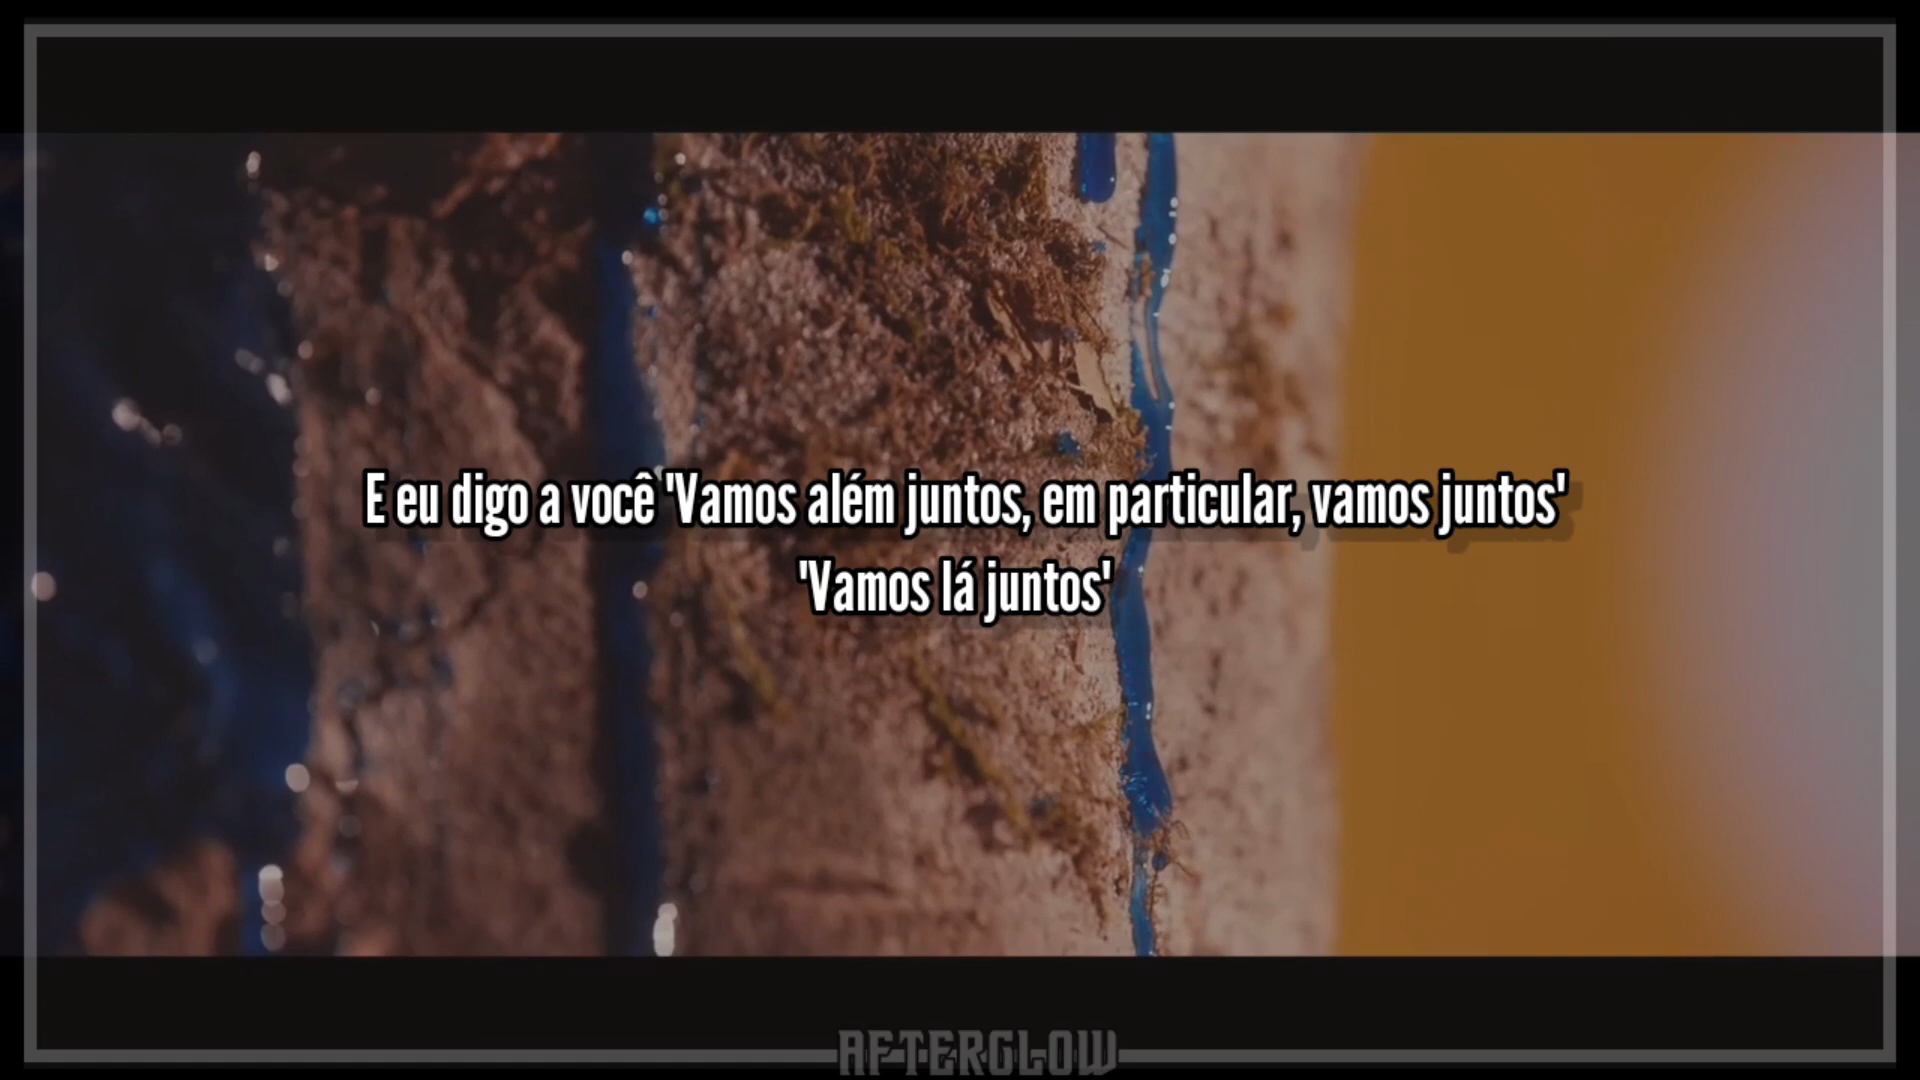 E eu digo a você 'Vamos além juntos, em particular, vamos juntos'
'Vamos lá juntos'
AFTERGLOW